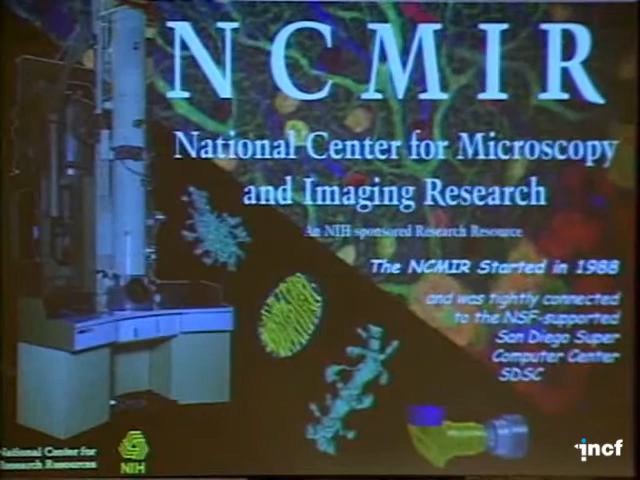 NCMIR
National Center for Microscopy
and Imaging Research
An NIH sponsored Research Resource
The NCMIR Started in 1988
and was tightly connected
to the NSF-supported
San Diego Super
Computer Center
SDSC
National Center for
Research Resources
NIH
incf